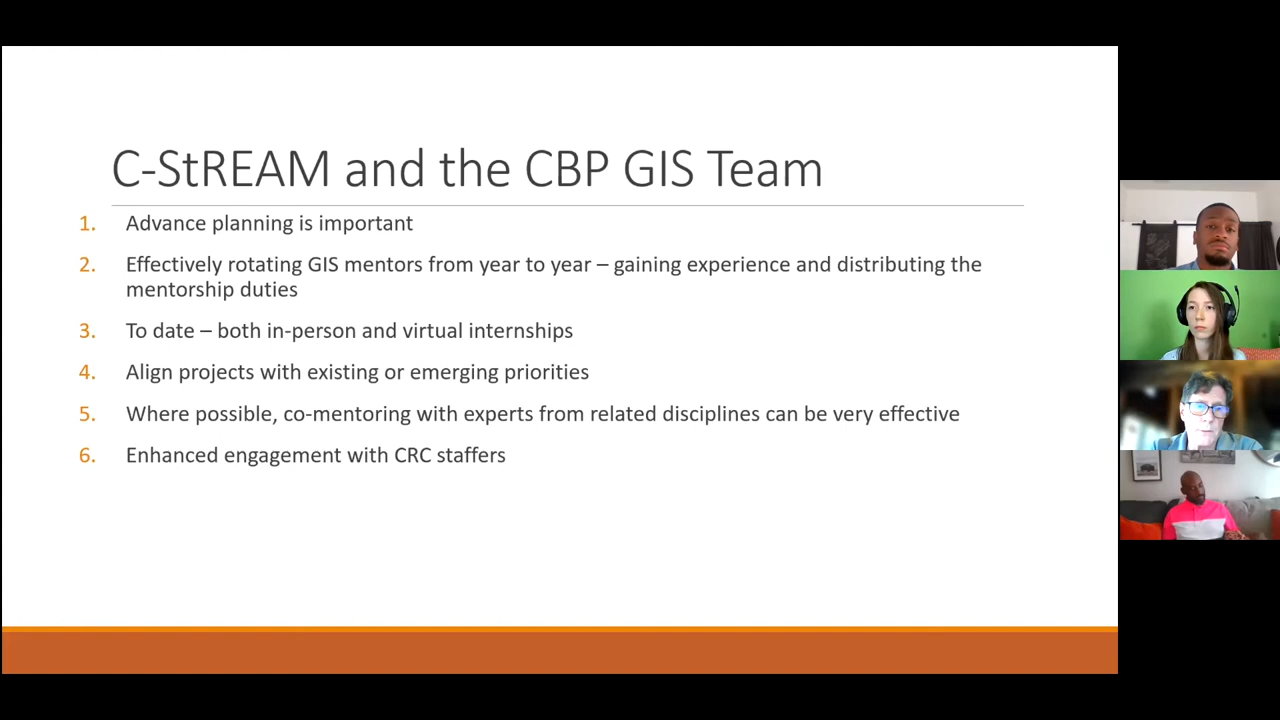 C-StREAM and the CBP GIS Team
1. Advance planning is important
2. Effectively rotating GIS mentors from year to year – gaining experience and distributing the
mentorship duties
3. To date – both in-person and virtual internships
4. Align projects with existing or emerging priorities
5. Where possible, co-mentoring with experts from related disciplines can be very effective
6. Enhanced engagement with CRC staffers